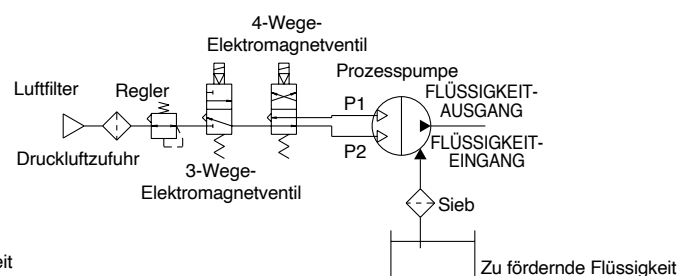 4-Wege-
Elektromagnetventil
Luftfilter
Regler
Prozesspumpe
FLÜSSIGKEIT-
AUSGANG
P1
P2
FLÜSSIGKEIT-
EINGANG
Druckluftzufuhr
3-Wege-
Elektromagnetventil
Sieb
eit
Zu fördernde Flüssigkeit